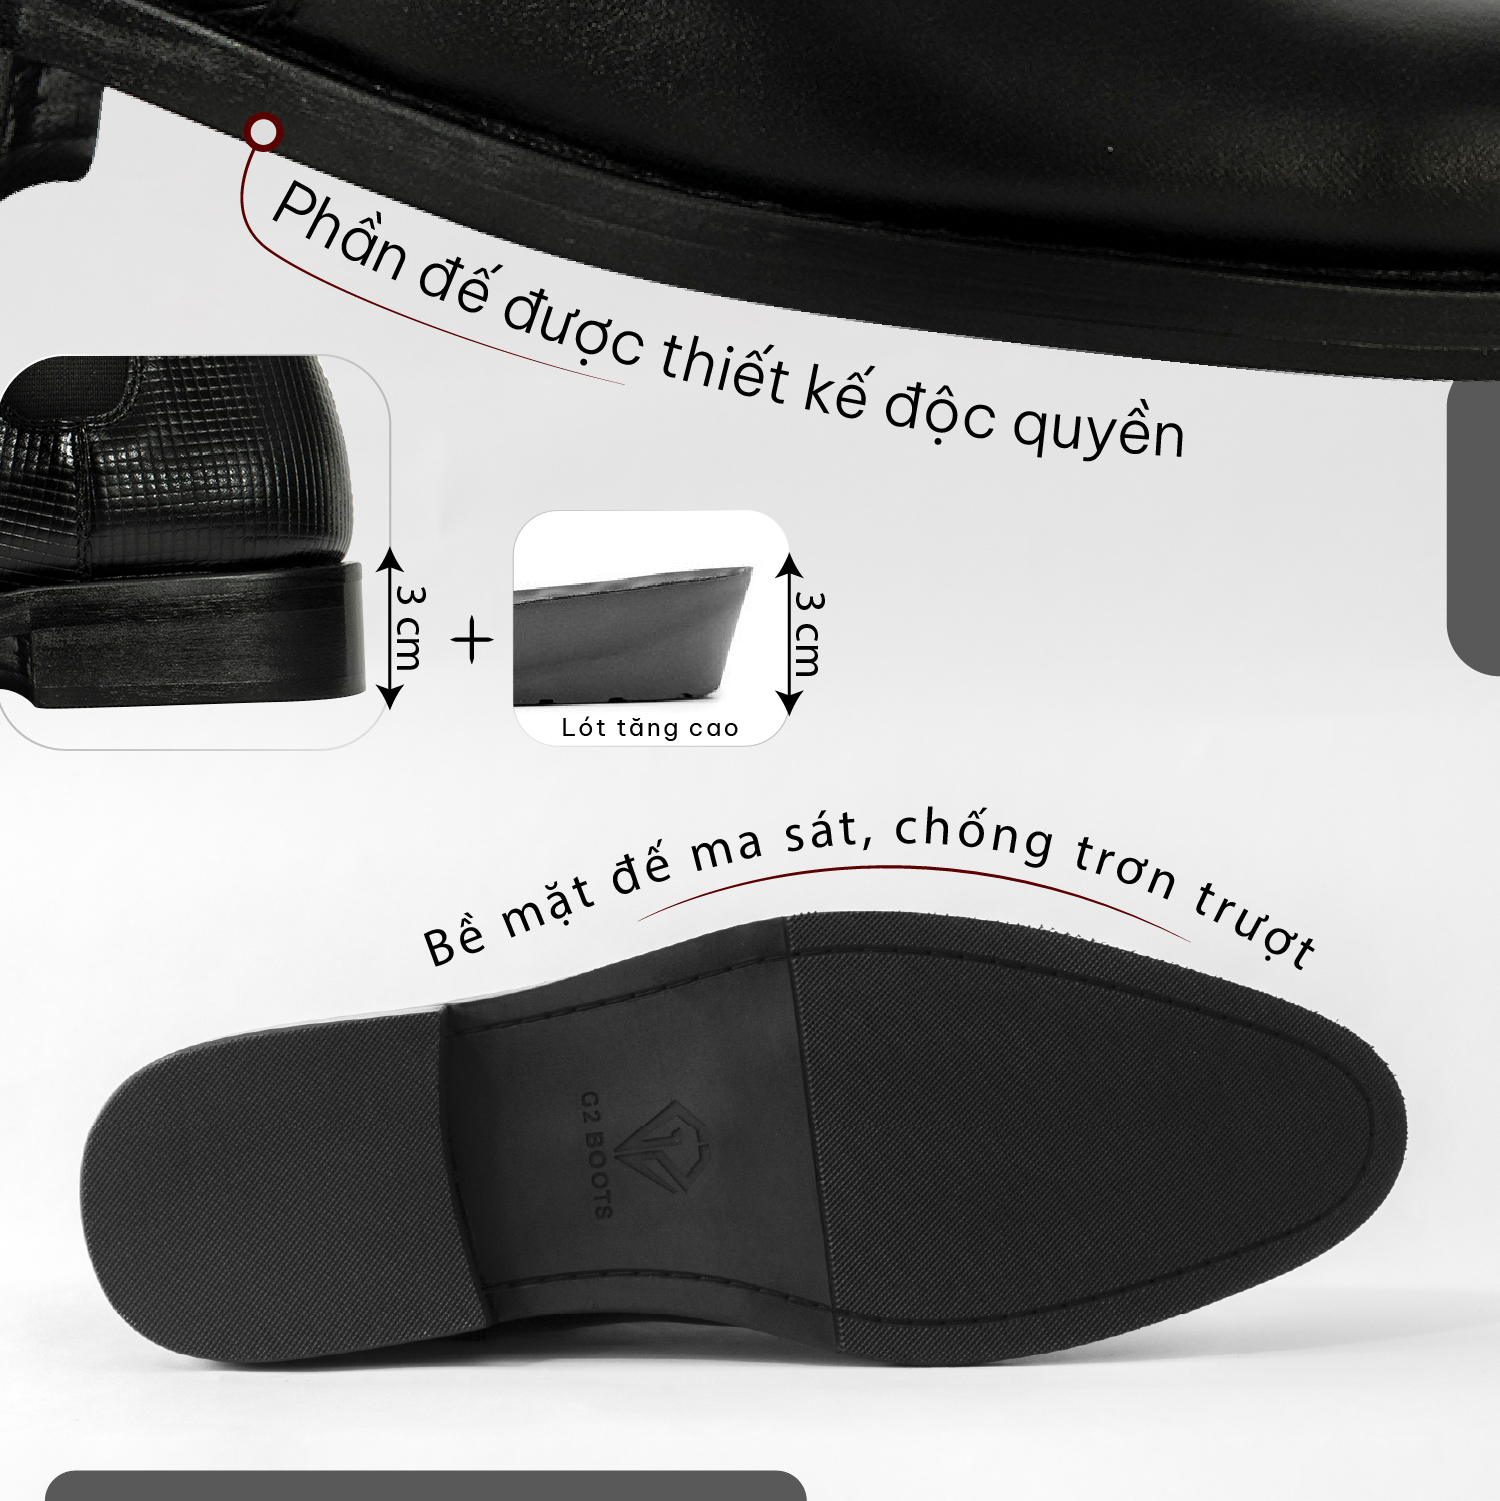 Phần đế được thiết kế độc quyền
3 cm
+
3 cm
Lót tăng cao
Bề mặt đế ma sát, chống trơn trượt
G2 BOOTS